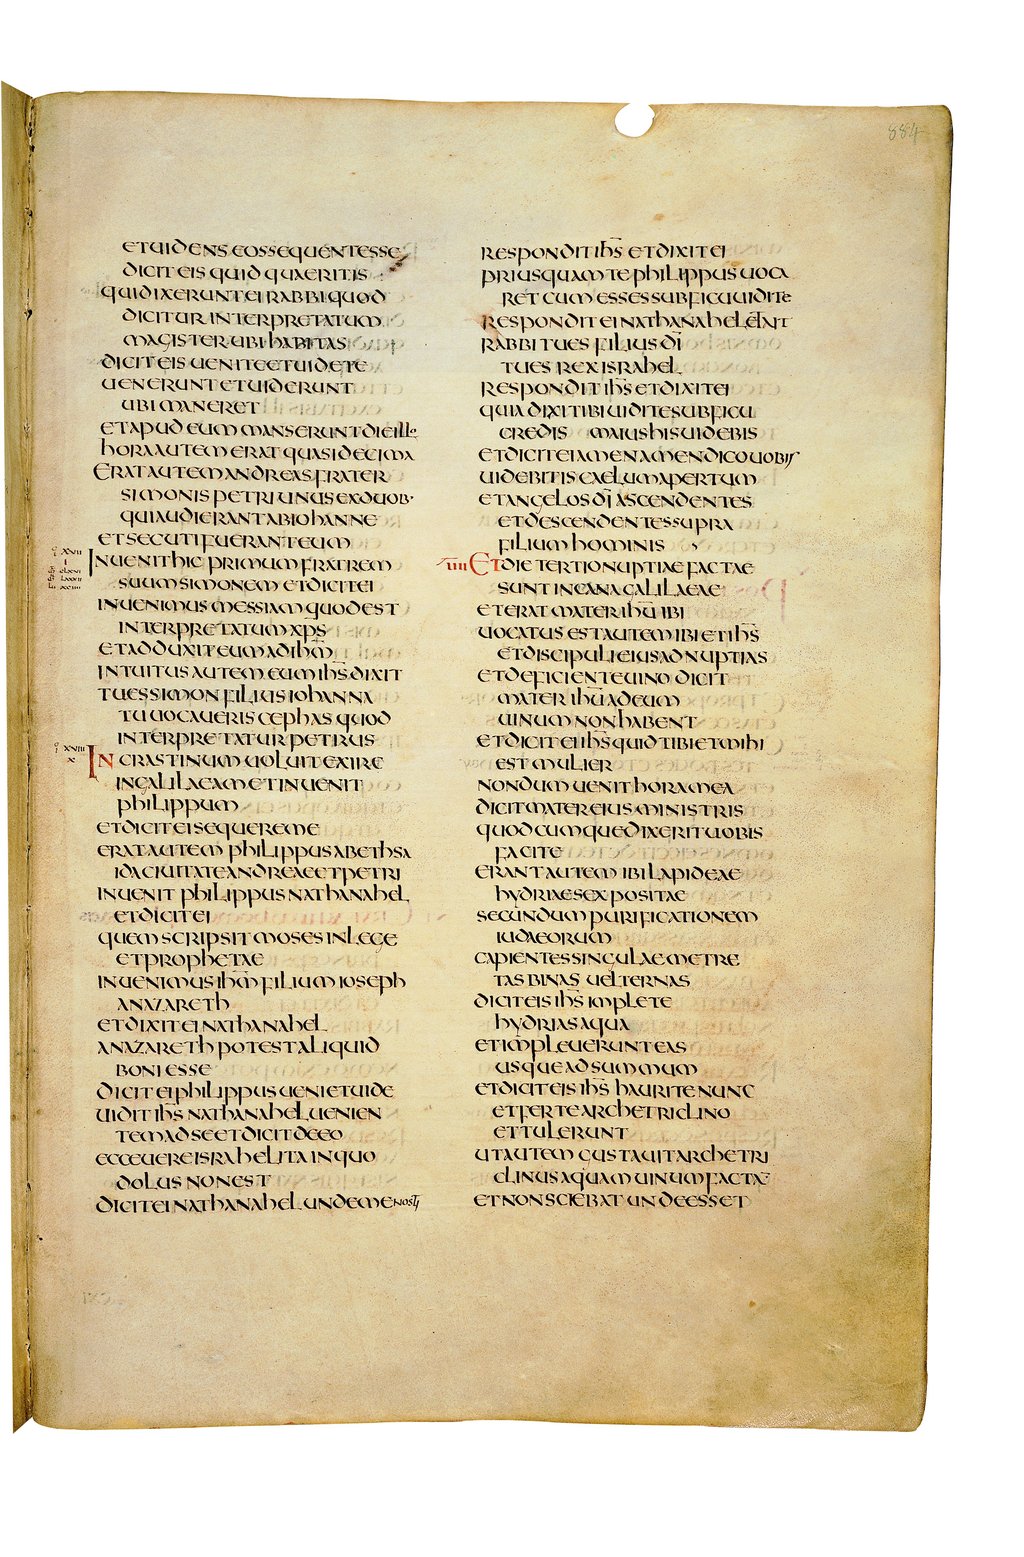 884
ETUIDENS EOS SEQUENTES SE
DICIT EIS QUID QUAERITIS
QUI DIXERUNT EI RABBI QUOD
DICITUR INTERPRETATUM
MAGISTER UBI HABITAS
DICIT EIS UENITE ET UIDETE
UENERUNT ET UIDERUNT
UBI MANERET
ET APUD EUM MANSERUNT DIE ILLO
HORA AUTEM ERAT QUASI DECIMA
ERAT AUTEM ANDREAS FRATER
SIMONIS PETRI UNUS EX DUOB·
QUI AUDIERANT AB IOHANNE
ET SECUTI FUERANT EUM
INUENIT HIC PRIMUM FRATREM
SUUM SIMONEM ET DICIT EI
INUENIMUS MESSIAM QUOD EST
INTERPRETATUM XPS̄
ET ADDUXIT EUM AD IHM̄
INTUITUS AUTEM EUM IHS̄ DIXIT
TU ES SIMON FILIUS IOHANNA
TU UOCAUERIS CEPHAS QUOD
INTERPRETATUR PETRUS
XVIII
X
IN CRASTINUM UOLUIT EXIRE
IN GALILAEAM ET INUENIT
PHILIPPUM
ET DICIT EI SEQUERE ME
ERAT AUTEM PHILIPPUS A BETHSA
IDA CIUITATE ANDREAE ET PETRI
INUENIT PHILIPPUS NATHANAHEL
ET DICIT EI
QUEM SCRIPSIT MOSES IN LEGE
ET PROPHETAE
INUENIMUS IHM̄ FILIUM IOSEPH
A NAZARETH
ET DIXIT EI NATHANAHEL
A NAZARETH POTEST ALIQUID
BONI ESSE
DICIT EI PHILIPPUS UENI ET UIDE
UIDIT IHS̄ NATHANAHEL UENIEN
TEM AD SE ET DICIT DE EO
ECCE UERE ISRAHELITA IN QUO
DOLUS NON EST
DICIT EI NATHANAHEL UNDE ME NOSTI
RESPONDIT IHS̄ ET DIXIT EI
PRIUSQUAM TE PHILIPPUS UOCA
RET CUM ESSES SUB FICU UIDI TE
RESPONDIT EI NATHANAHEL ET AIT
RABBI TU ES FILIUS DĪ
TU ES REX ISRAHEL
RESPONDIT IHS̄ ET DIXIT EI
QUIA DIXI TIBI UIDI TE SUB FICU
CREDIS MAIUS HIS UIDEBIS
ET DICIT EI AMEN AMEN DICO UOBIS
UIDEBITIS CAELUM APERTUM
ET ANGELOS DĪ ASCENDENTES
ET DESCENDENTES SUPRA
FILIUM HOMINIS
IIII ET DIE TERTIO NUPTIAE FACTAE
SUNT IN CANA GALILAEAE
ET ERAT MATER IHŪ IBI
UOCATUS EST AUTEM IBI ET IHS̄
ET DISCIPULI EIUS AD NUPTIAS
ET DEFICIENTE UINO DICIT
MATER IHŪ AD EUM
UINUM NON HABENT
ET DICIT EI IHS̄ QUID TIBI ET MIHI
EST MULIER
NONDUM UENIT HORA MEA
DICIT MATER EIUS MINISTRIS
QUODCUMQUE DIXERIT UOBIS
FACITE
ERANT AUTEM IBI LAPIDEAE
HYDRIAE SEX POSITAE
SECUNDUM PURIFICATIONEM
IUDAEORUM
CAPIENTES SINGULAE METRE
TAS BINAS UEL TERNAS
DICIT EIS IHS̄ IMPLETE
HYDRIAS AQUA
ET IMPLEUERUNT EAS
USQUE AD SUMMUM
ET DICIT EIS IHS̄ HAURITE NUNC
ET FERTE ARCHETRICLINO
ET TULERUNT
UT AUTEM GUSTAUIT ARCHETRI
CLINUS AQUAM UINUM FACTĀ
ET NON SCIEBAT UNDE ESSET